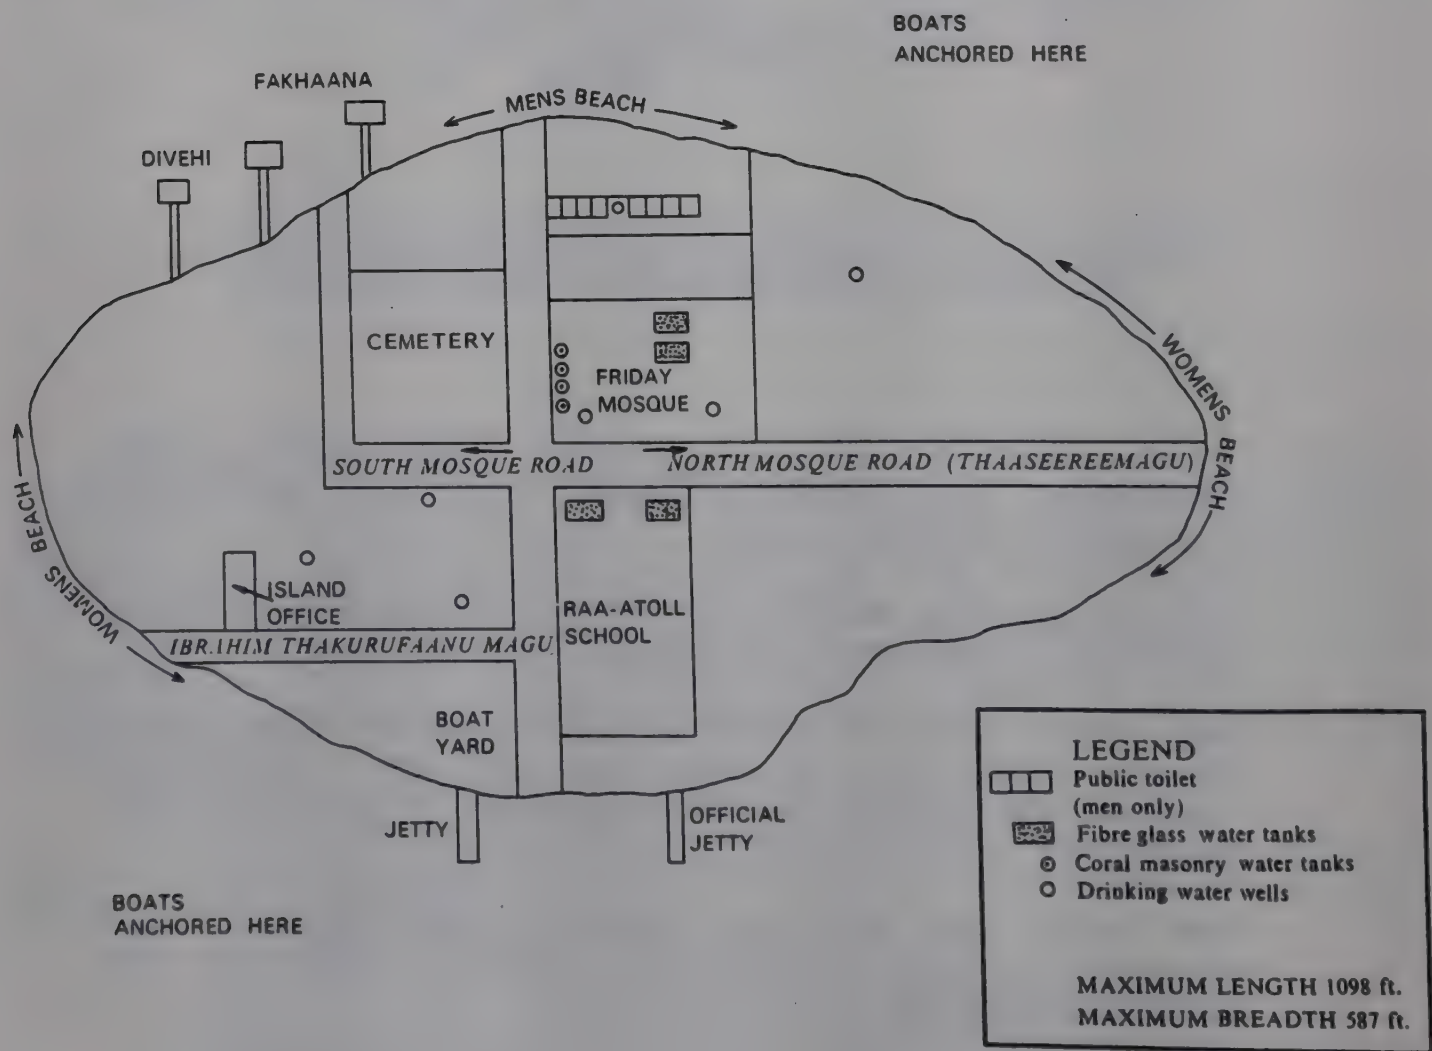 BOATS
ANCHORED HERE
FAKHAANA
MENS BEACH
DIVEHI
CEMETERY
FRIDAY
MOSQUE
WOMENS BEACH
SOUTH MOSQUE ROAD
NORTH MOSQUE ROAD (THAASEEREEMAGU)
WOMENS BEACH
ISLAND
OFFICE
RAA-ATOLL
SCHOOL
IBRAHIM THAKURUFAANU MAGU
BOAT
YARD
JETTY
OFFICIAL
JETTY
BOATS
ANCHORED HERE
LEGEND
Public toilet
(men only)
Fibre glass water tanks
Coral masonry water tanks
Drinking water wells
MAXIMUM LENGTH 1098 ft.
MAXIMUM BREADTH 587 ft.